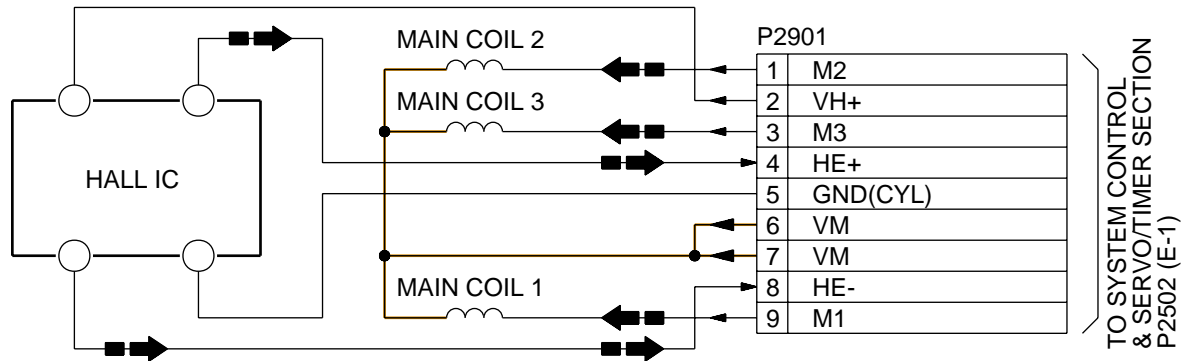 P2901
MAIN COIL 2
1 M2
2 VH+
MAIN COIL 3
3 M3
4 HE+
HALL IC
5 GND(CYL)
6 VM
7 VM
MAIN COIL 1
8 HE-
9 M1
TO SYSTEM CONTROL
& SERVO/TIMER SECTION
P2502 (E-1)